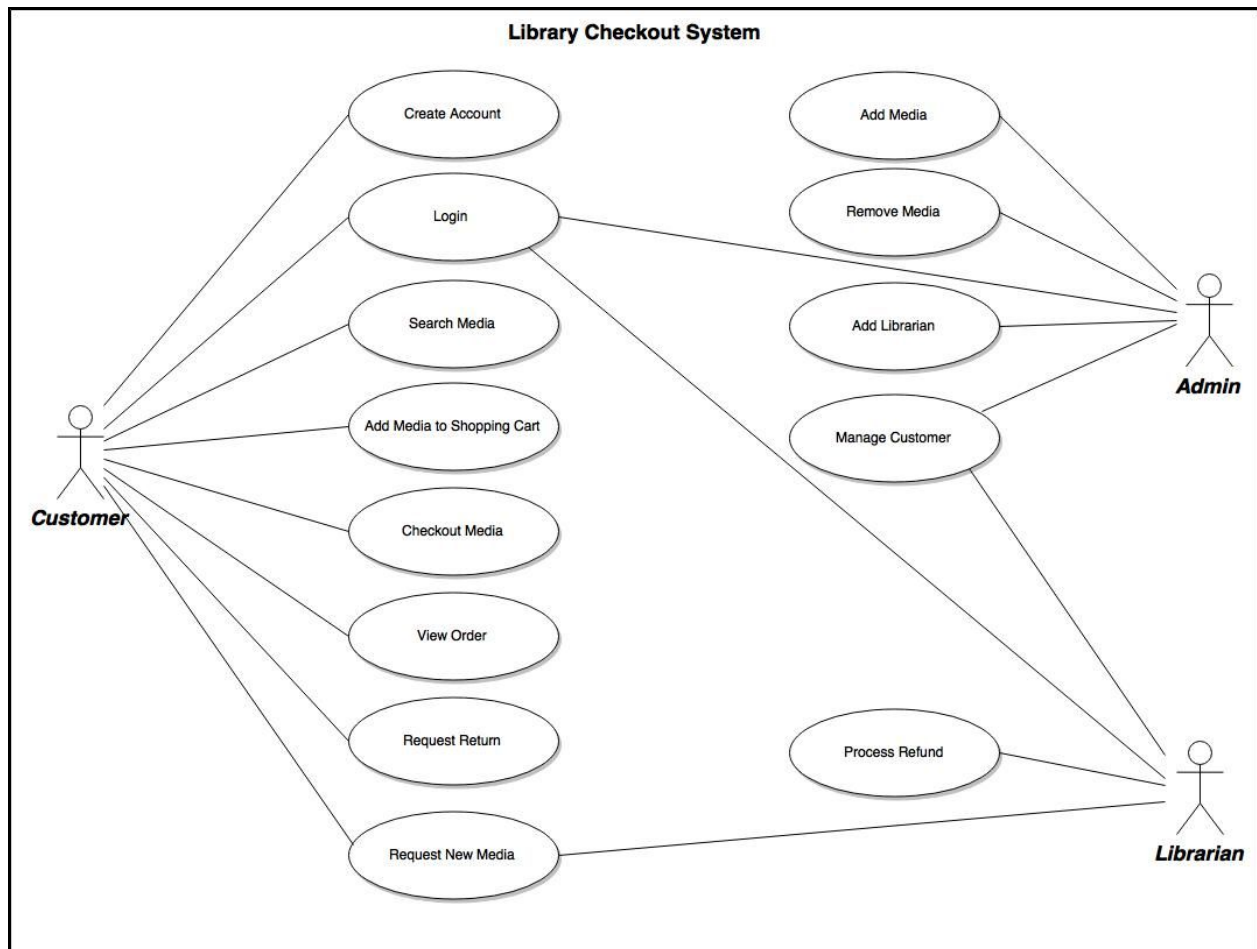 Library Checkout System
Create Account
Add Media
Login
Remove Media
Search Media
Add Librarian
Admin
Add Media to Shopping Cart
Manage Customer
Customer
Checkout Media
View Order
Request Return
Process Refund
Request New Media
Librarian